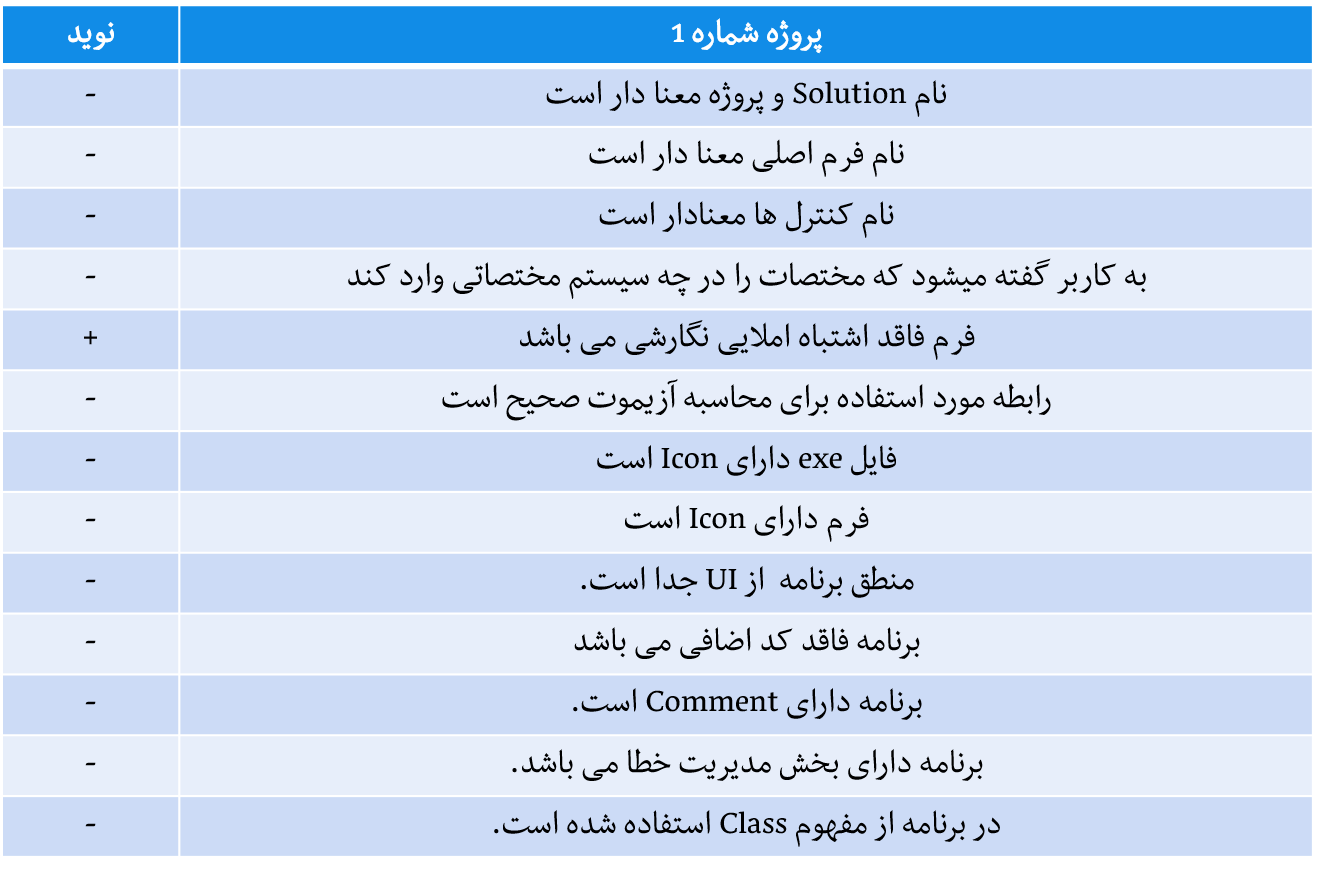 پروژه شماره 1 نوید
نام Solution و پروژه معنا دار است -
نام فرم اصلی معنا دار است -
نام کنترل ها معنادار است -
به کاربر گفته میشود که مختصات را در چه سیستم مختصاتی وارد کند -
فرم فاقد اشتباه املایی نگارشی می باشد +
رابطه مورد استفاده برای محاسبه آزیموت صحیح است -
فایل exe دارای Icon است -
فرم دارای Icon است -
منطق برنامه  از UI جدا است. -
برنامه فاقد کد اضافی می باشد -
برنامه دارای Comment است. -
برنامه دارای بخش مدیریت خطا می باشد. -
در برنامه از مفهوم Class استفاده شده است. -